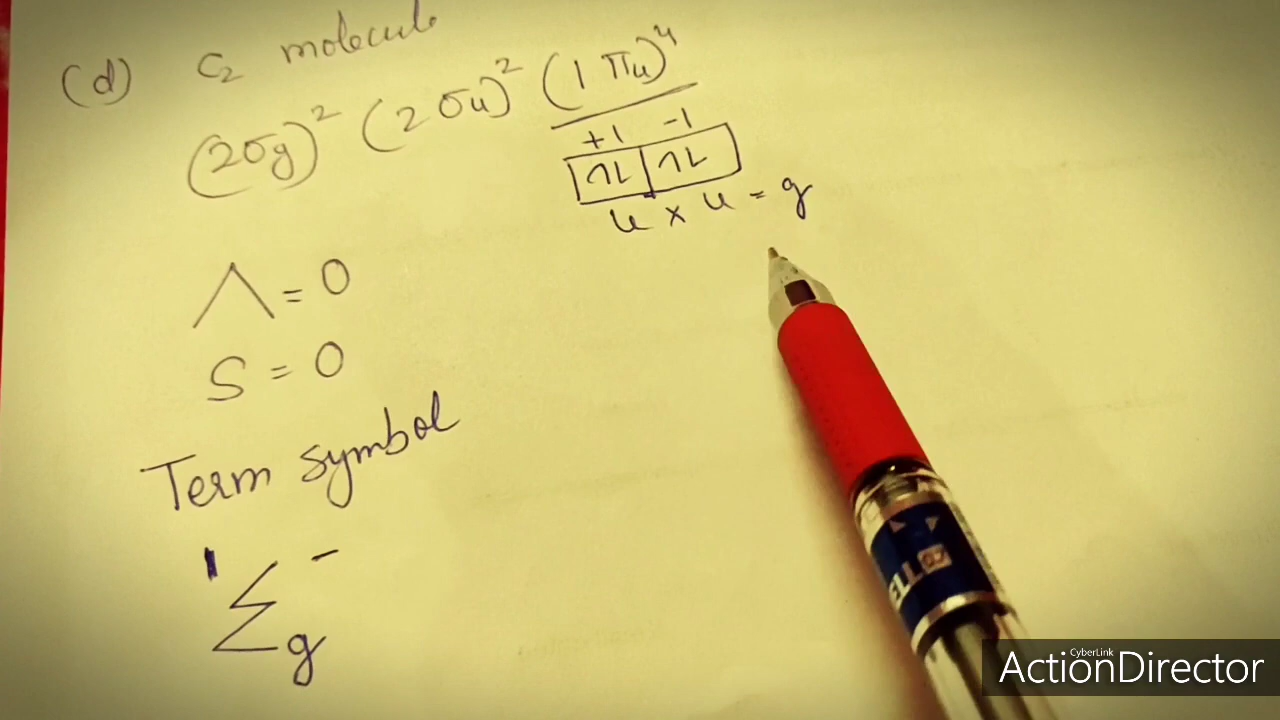 (d) C₂ molecule
(2σg)² (2σu)² (1πu)⁴
+1 -1
↿⇂ ↿⇂
u × u = g
Λ = 0
S = 0
Term symbol
¹Σg⁻
CyberLink
ActionDirector